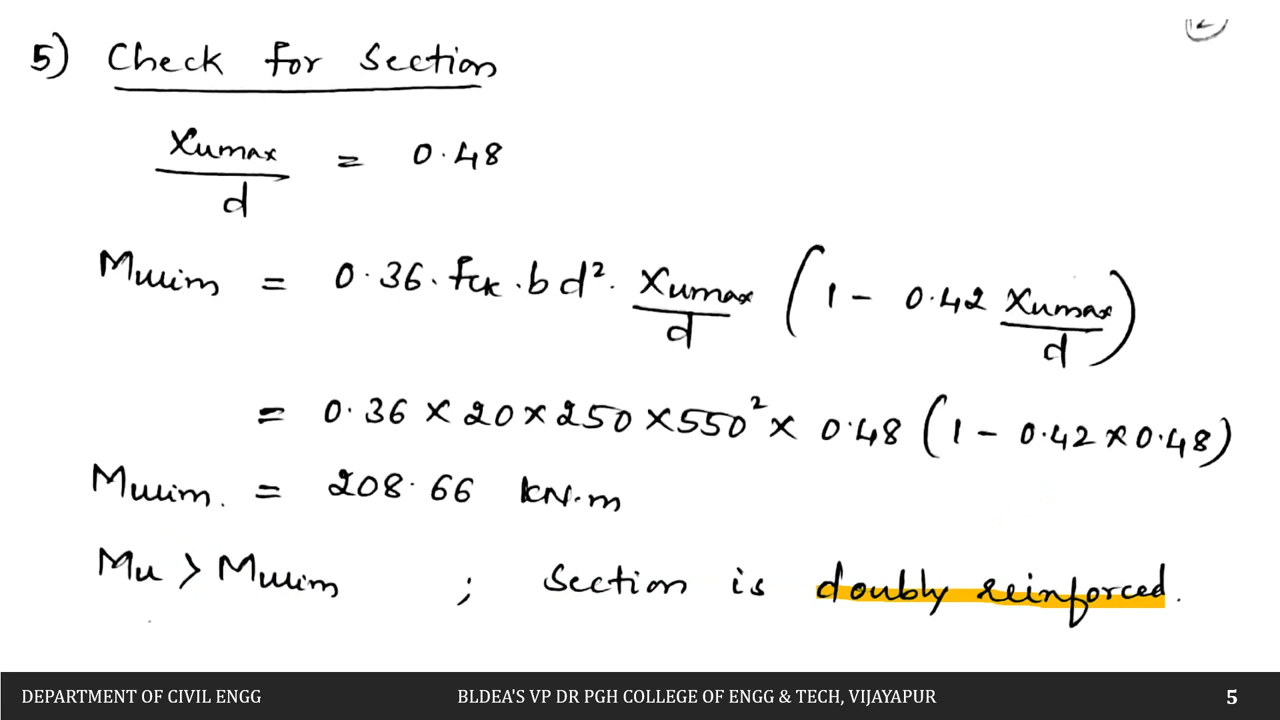 2
5) Check for Section
xumax/d = 0.48
Mulim = 0.36. fck .bd². xumax/d (1 - 0.42 xumax/d)
= 0.36 × 20 × 250 × 550² × 0.48 (1 - 0.42 × 0.48)
Mulim. = 208.66 kN.m
Mu > Mulim ; Section is doubly reinforced.
DEPARTMENT OF CIVIL ENGG BLDEA'S VP DR PGH COLLEGE OF ENGG & TECH, VIJAYAPUR 5